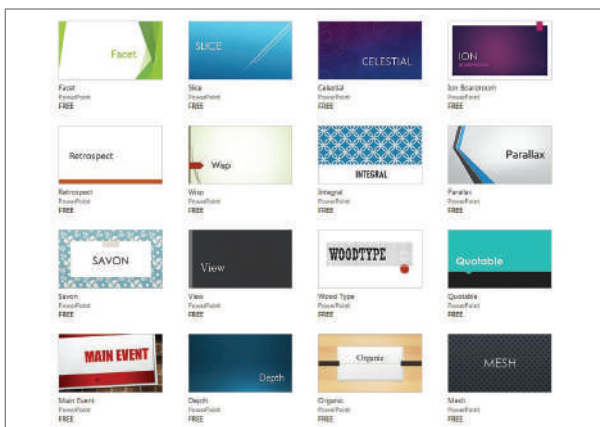 Facet
SLICE
CELESTIAL
ION
BOARDROOM
Facet
PowerPoint
FREE
Slice
PowerPoint
FREE
Celestial
PowerPoint
FREE
Ion Boardroom
PowerPoint
FREE
Retrospect
Wisp
INTEGRAL
Parallax
Retrospect
PowerPoint
FREE
Wisp
PowerPoint
FREE
Integral
PowerPoint
FREE
Parallax
PowerPoint
FREE
SAVON
View
WOODTYPE
Quotable
Savon
PowerPoint
FREE
View
PowerPoint
FREE
Wood Type
PowerPoint
FREE
Quotable
PowerPoint
FREE
MAIN EVENT
Depth
Organic
MESH
Main Event
PowerPoint
FREE
Depth
PowerPoint
FREE
Organic
PowerPoint
FREE
Mesh
PowerPoint
FREE